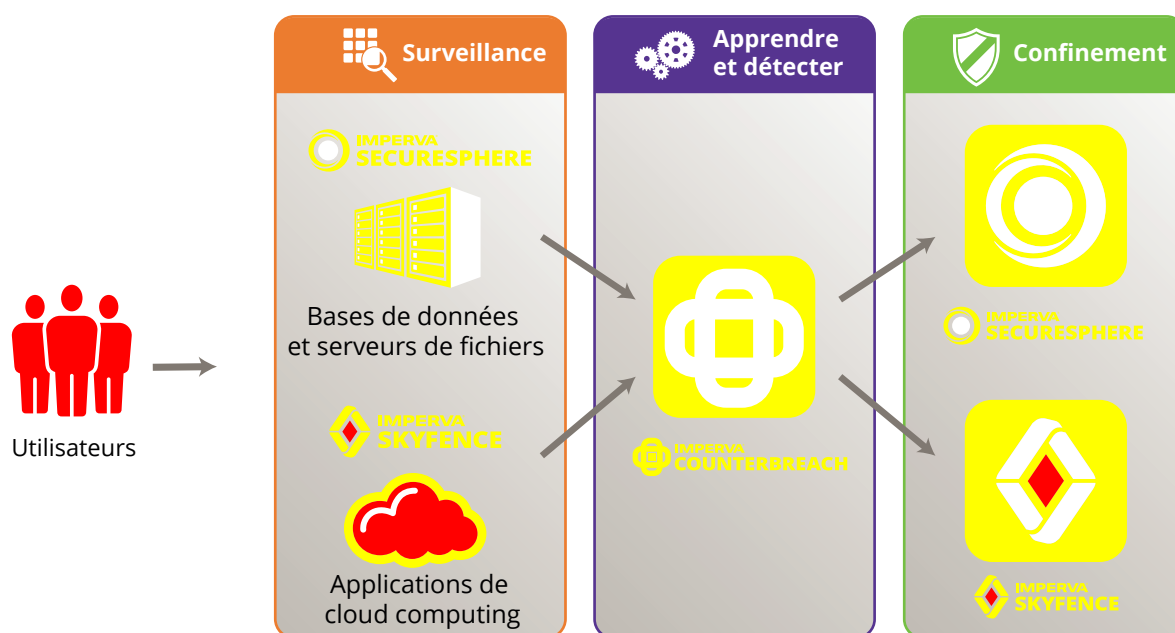 Surveillance
Apprendre
et détecter
Confinement
IMPERVA
SECURESPHERE
Bases de données
et serveurs de fichiers
IMPERVA
SKYFENCE
Applications de
cloud computing
Utilisateurs
IMPERVA
COUNTERBREACH
IMPERVA
SECURESPHERE
IMPERVA
SKYFENCE